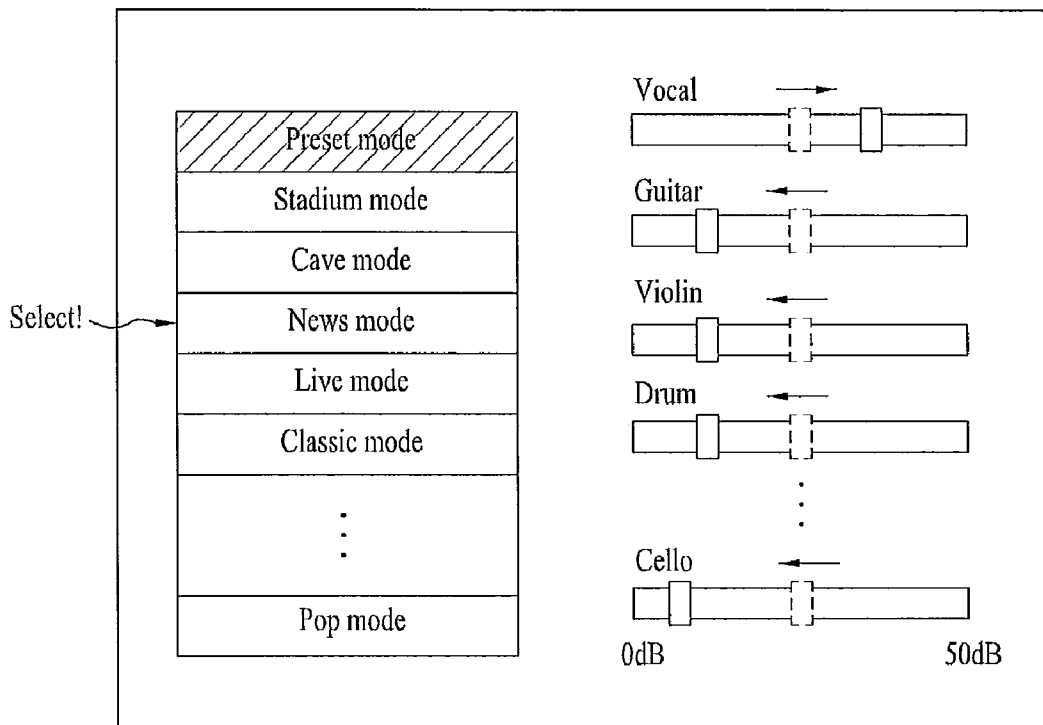 Select!
Preset mode
Stadium mode
Cave mode
News mode
Live mode
Classic mode
Pop mode
Vocal
Guitar
Violin
Drum
Cello
0dB 50dB